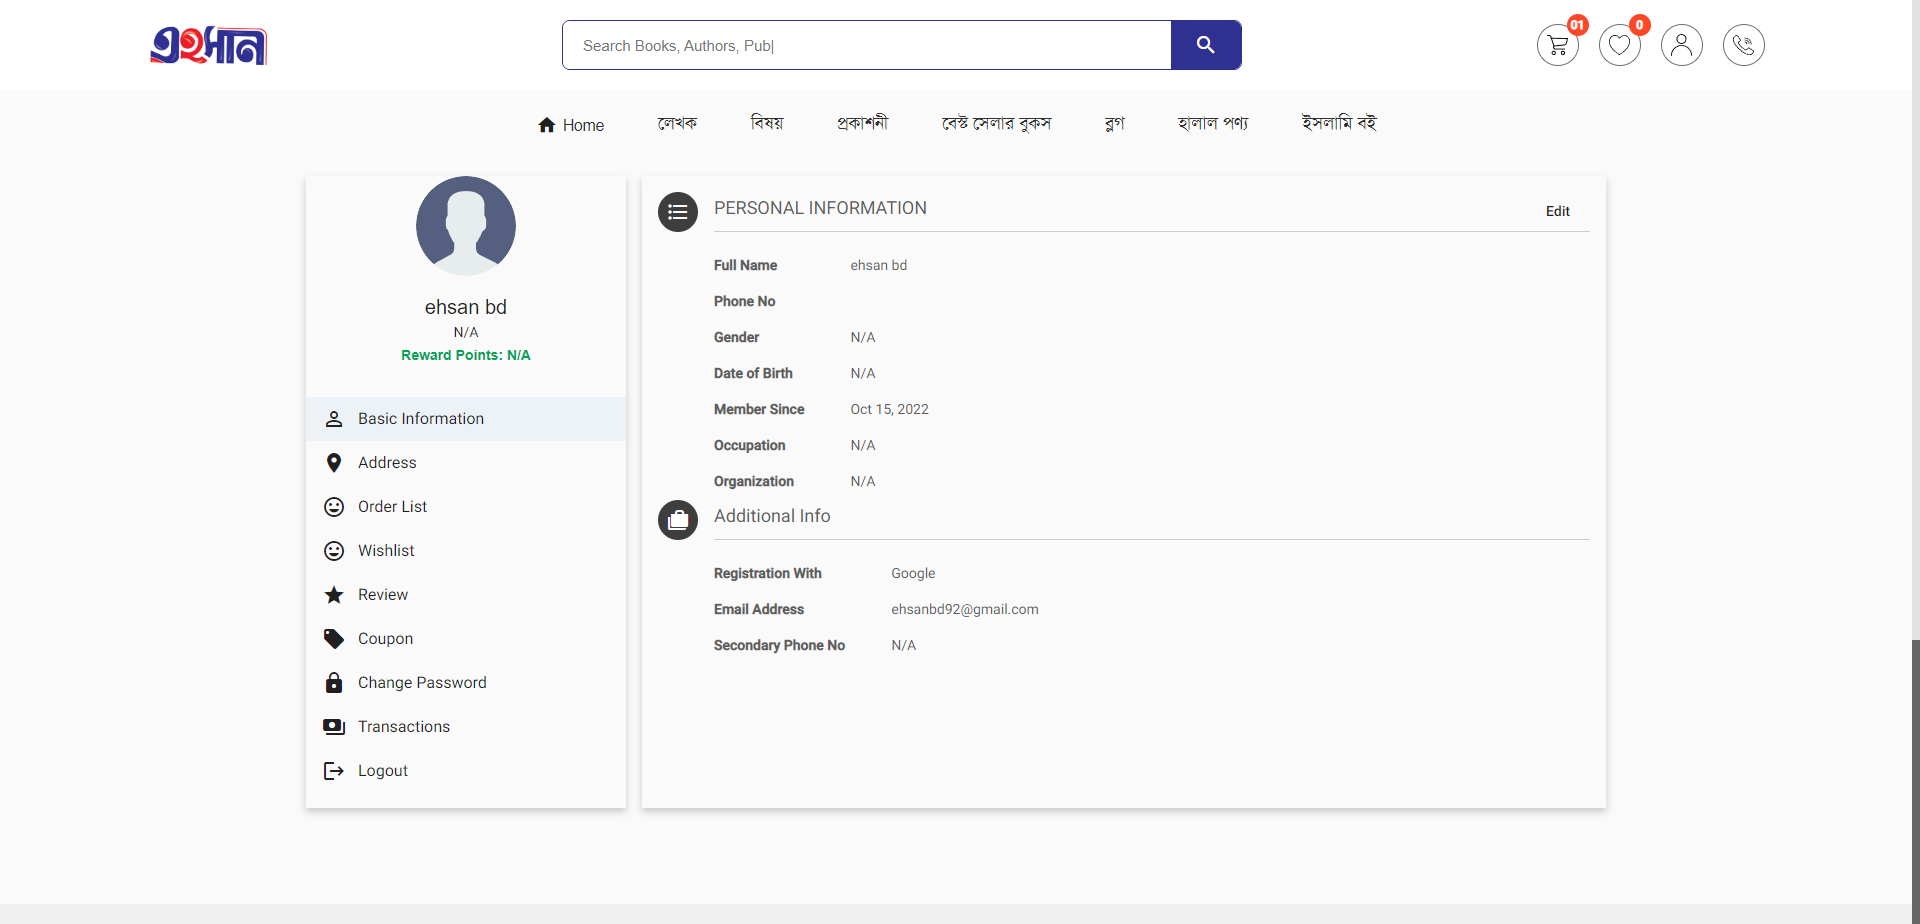 এহসান
Search Books, Authors, Pub|
01
0
Home
লেখক
বিষয়
প্রকাশনী
বেস্ট সেলার বুকস
ব্লগ
হালাল পণ্য
ইসলামি বই
ehsan bd
N/A
Reward Points: N/A
Basic Information
Address
Order List
Wishlist
Review
Coupon
Change Password
Transactions
Logout
PERSONAL INFORMATION
Edit
Full Name ehsan bd
Phone No
Gender N/A
Date of Birth N/A
Member Since Oct 15, 2022
Occupation N/A
Organization N/A
Additional Info
Registration With Google
Email Address ehsanbd92@gmail.com
Secondary Phone No N/A